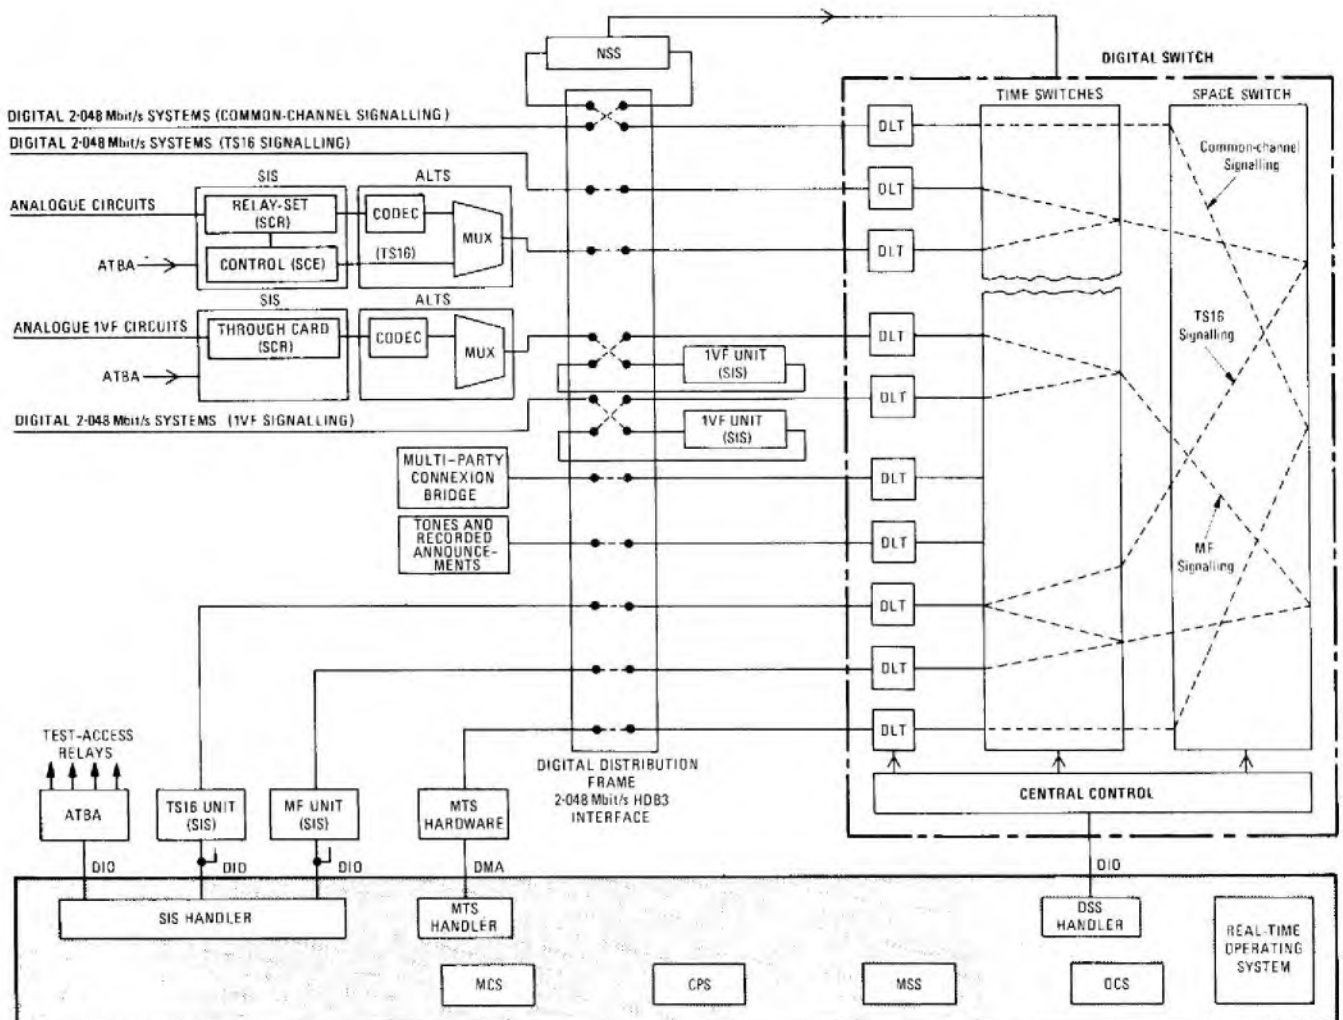 NSS
DIGITAL SWITCH
TIME SWITCHES
SPACE SWITCH
DIGITAL 2·048 Mbit/s SYSTEMS (COMMON-CHANNEL SIGNALLING)
DLT
Common-channel
Signalling
DIGITAL 2·048 Mbit/s SYSTEMS (TS16 SIGNALLING)
SIS
ALTS
DLT
ANALOGUE CIRCUITS
RELAY-SET
(SCR)
CODEC
MUX
DLT
ATBA
CONTROL (SCE)
(TS16)
SIS
ALTS
TS16
Signalling
ANALOGUE 1VF CIRCUITS
THROUGH CARD
(SCR)
CODEC
MUX
DLT
1VF UNIT
(SIS)
ATBA
DLT
DIGITAL 2·048 Mbit/s SYSTEMS (1VF SIGNALLING)
1VF UNIT
(SIS)
MULTI-PARTY
CONNEXION
BRIDGE
DLT
TONES AND
RECORDED
ANNOUNCE-
MENTS
DLT
MF
Signalling
DLT
DLT
DLT
TEST-ACCESS
RELAYS
DIGITAL DISTRIBUTION
FRAME
2·048 Mbit/s HDB3
INTERFACE
CENTRAL CONTROL
ATBA
TS16 UNIT
(SIS)
MF UNIT
(SIS)
MTS
HARDWARE
DIO
DIO
DIO
DMA
DIO
SIS HANDLER
MTS
HANDLER
DSS
HANDLER
REAL-TIME
OPERATING
SYSTEM
MCS
CPS
MSS
OCS